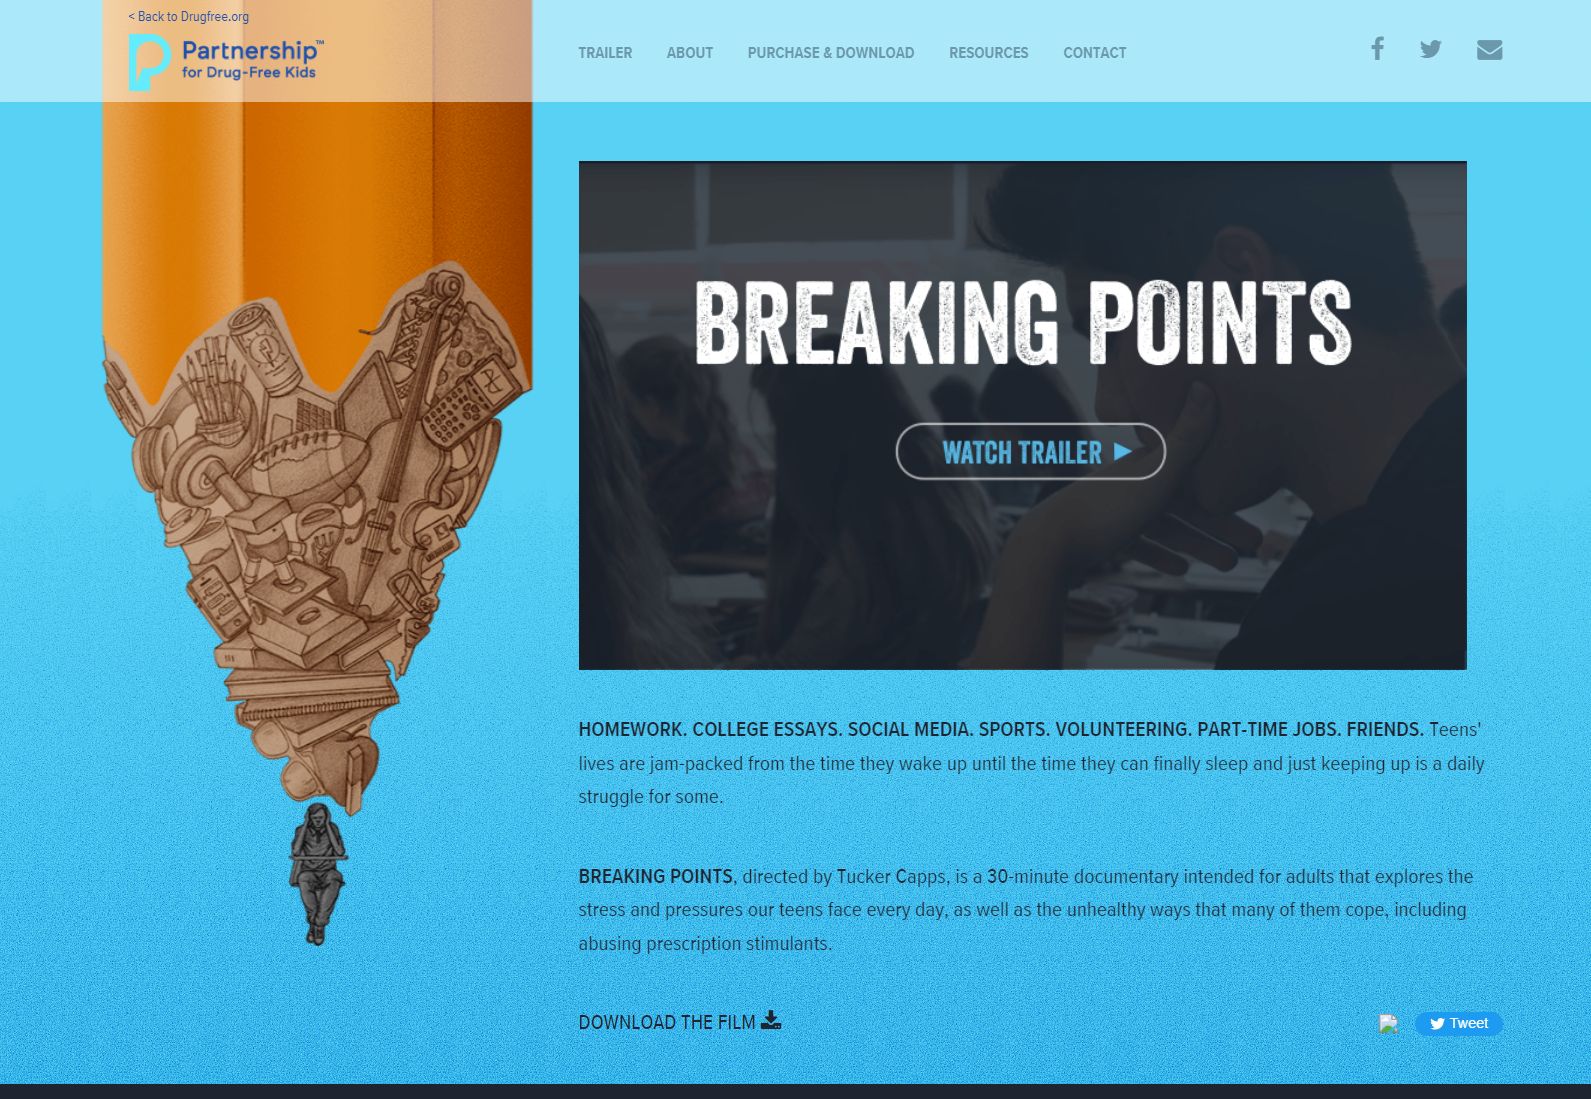 < Back to Drugfree.org
Partnership™
for Drug-Free Kids
TRAILER ABOUT PURCHASE & DOWNLOAD RESOURCES CONTACT
BREAKING POINTS
WATCH TRAILER
HOMEWORK. COLLEGE ESSAYS. SOCIAL MEDIA. SPORTS. VOLUNTEERING. PART-TIME JOBS. FRIENDS. Teens'
lives are jam-packed from the time they wake up until the time they can finally sleep and just keeping up is a daily
struggle for some.
BREAKING POINTS, directed by Tucker Capps, is a 30-minute documentary intended for adults that explores the
stress and pressures our teens face every day, as well as the unhealthy ways that many of them cope, including
abusing prescription stimulants.
DOWNLOAD THE FILM
Tweet